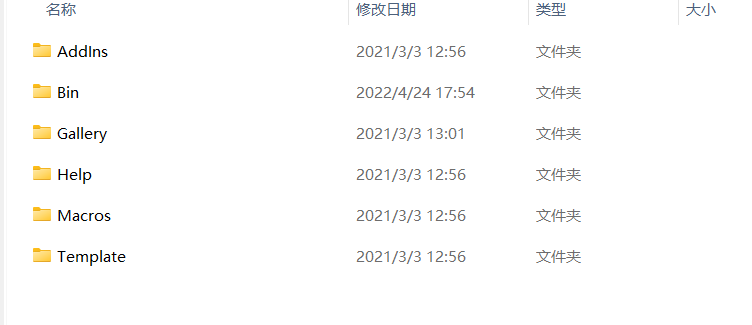 名称 修改日期 类型 大小
AddIns 2021/3/3 12:56 文件夹
Bin 2022/4/24 17:54 文件夹
Gallery 2021/3/3 13:01 文件夹
Help 2021/3/3 12:56 文件夹
Macros 2021/3/3 12:56 文件夹
Template 2021/3/3 12:56 文件夹